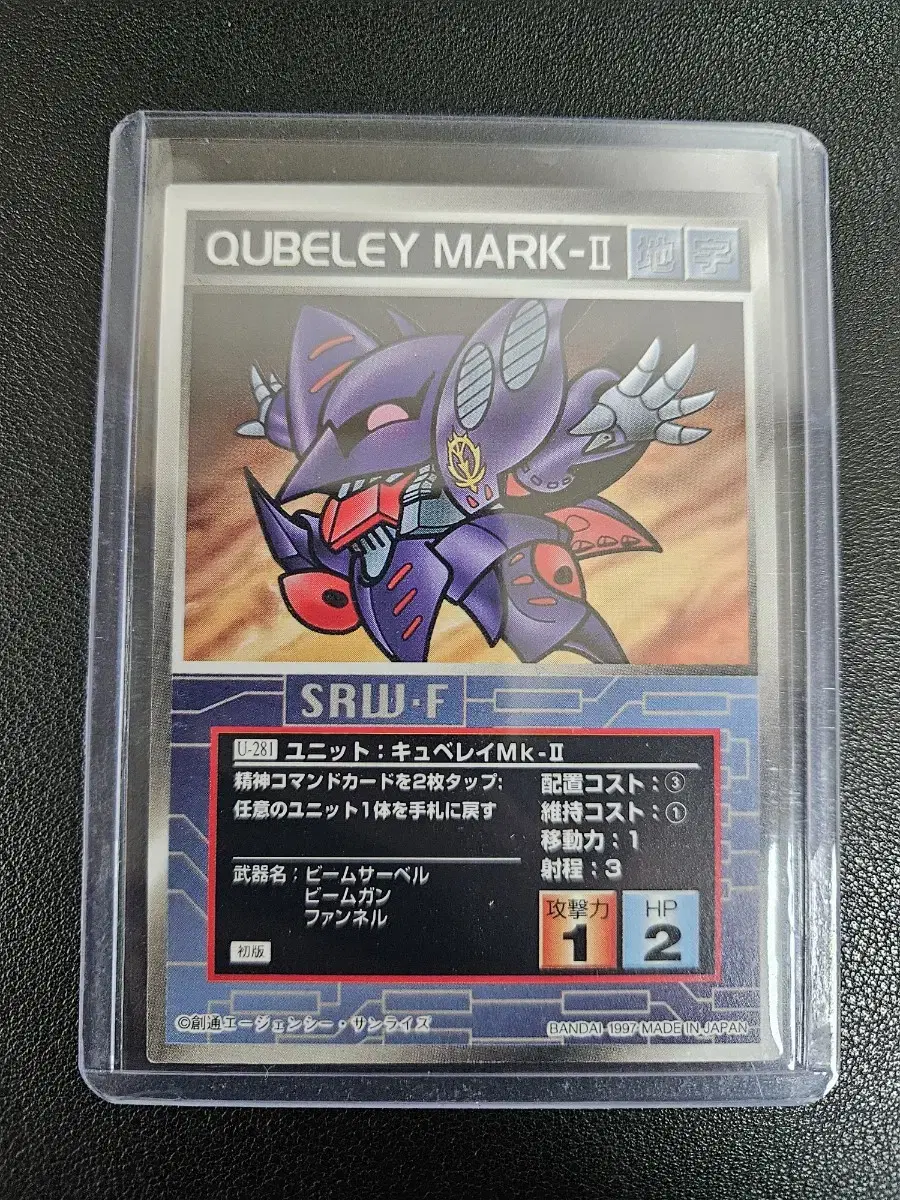 QUBELEY MARK-Ⅱ 地 宇
SRW·F
U-281 ユニット：キュベレイMk-Ⅱ
精神コマンドカードを2枚タップ:
任意のユニット1体を手札に戻す
配置コスト：③
維持コスト：①
移動力：1
射程：3
武器名：ビームサーベル
ビームガン
ファンネル
攻撃力
1
HP
2
初版
©創通エージェンシー・サンライズ
BANDAI 1997 MADE IN JAPAN